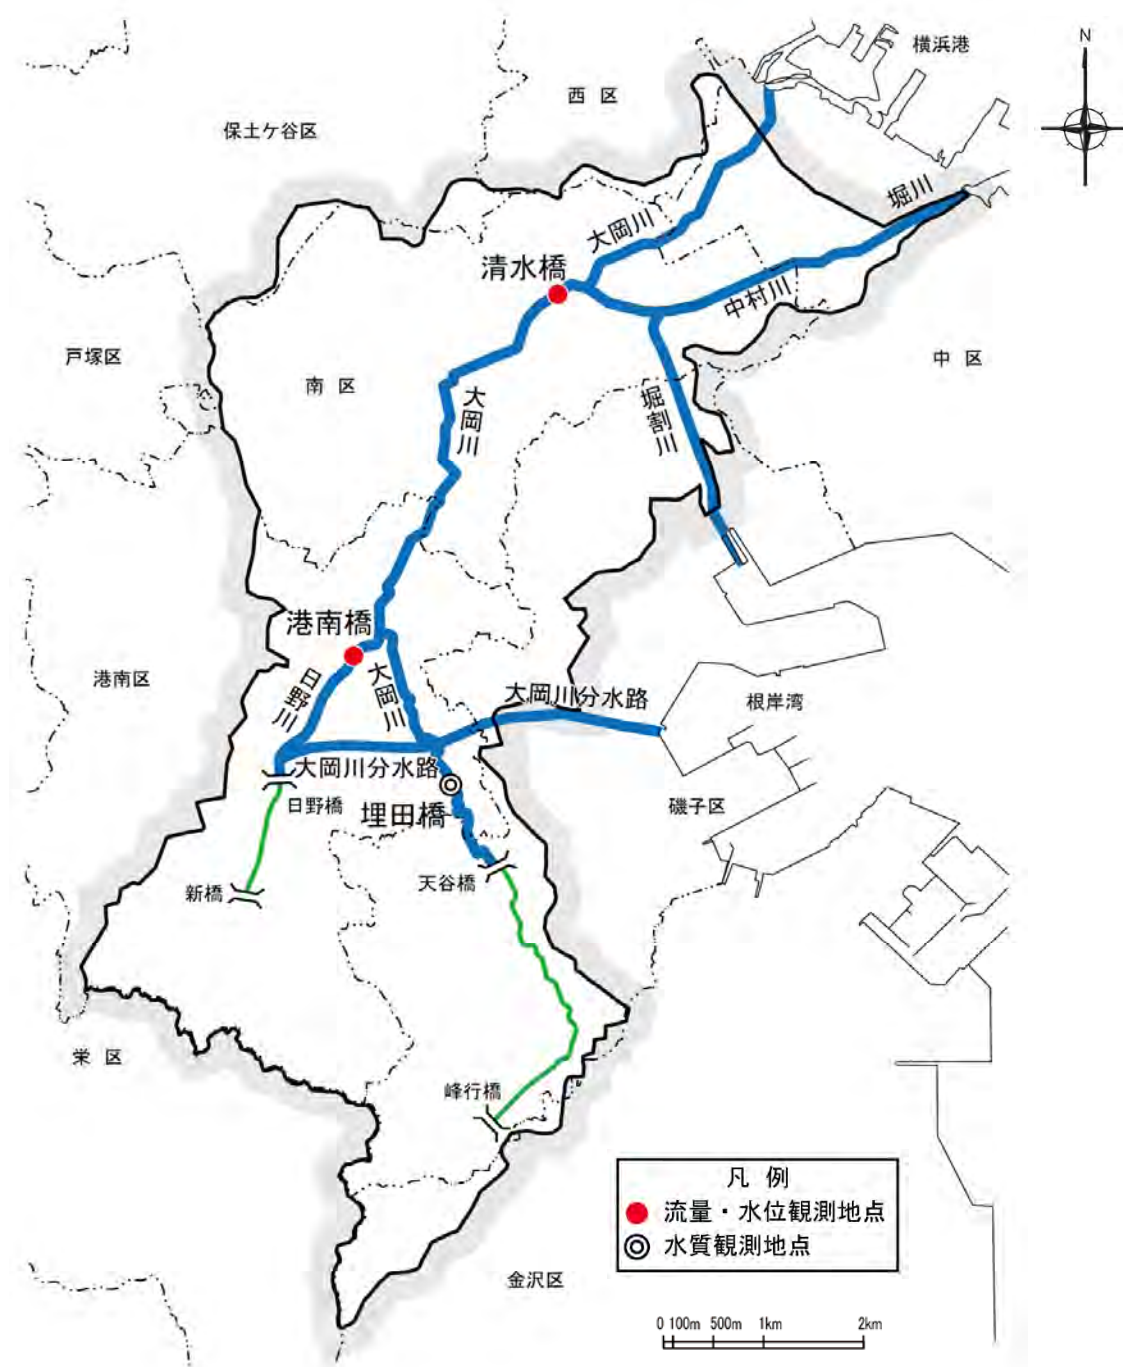 N
横浜港
西 区
保土ケ谷区
堀川
大岡川
清水橋
中村川
戸塚区
南 区
中 区
大岡川
堀割川
港南橋
港南区
日野川
大岡川
大岡川分水路
根岸湾
大岡川分水路
日野橋
埋田橋
磯子区
天谷橋
新橋
栄 区
峰行橋
凡 例
流量・水位観測地点
水質観測地点
金沢区
0 100m 500m 1km 2km